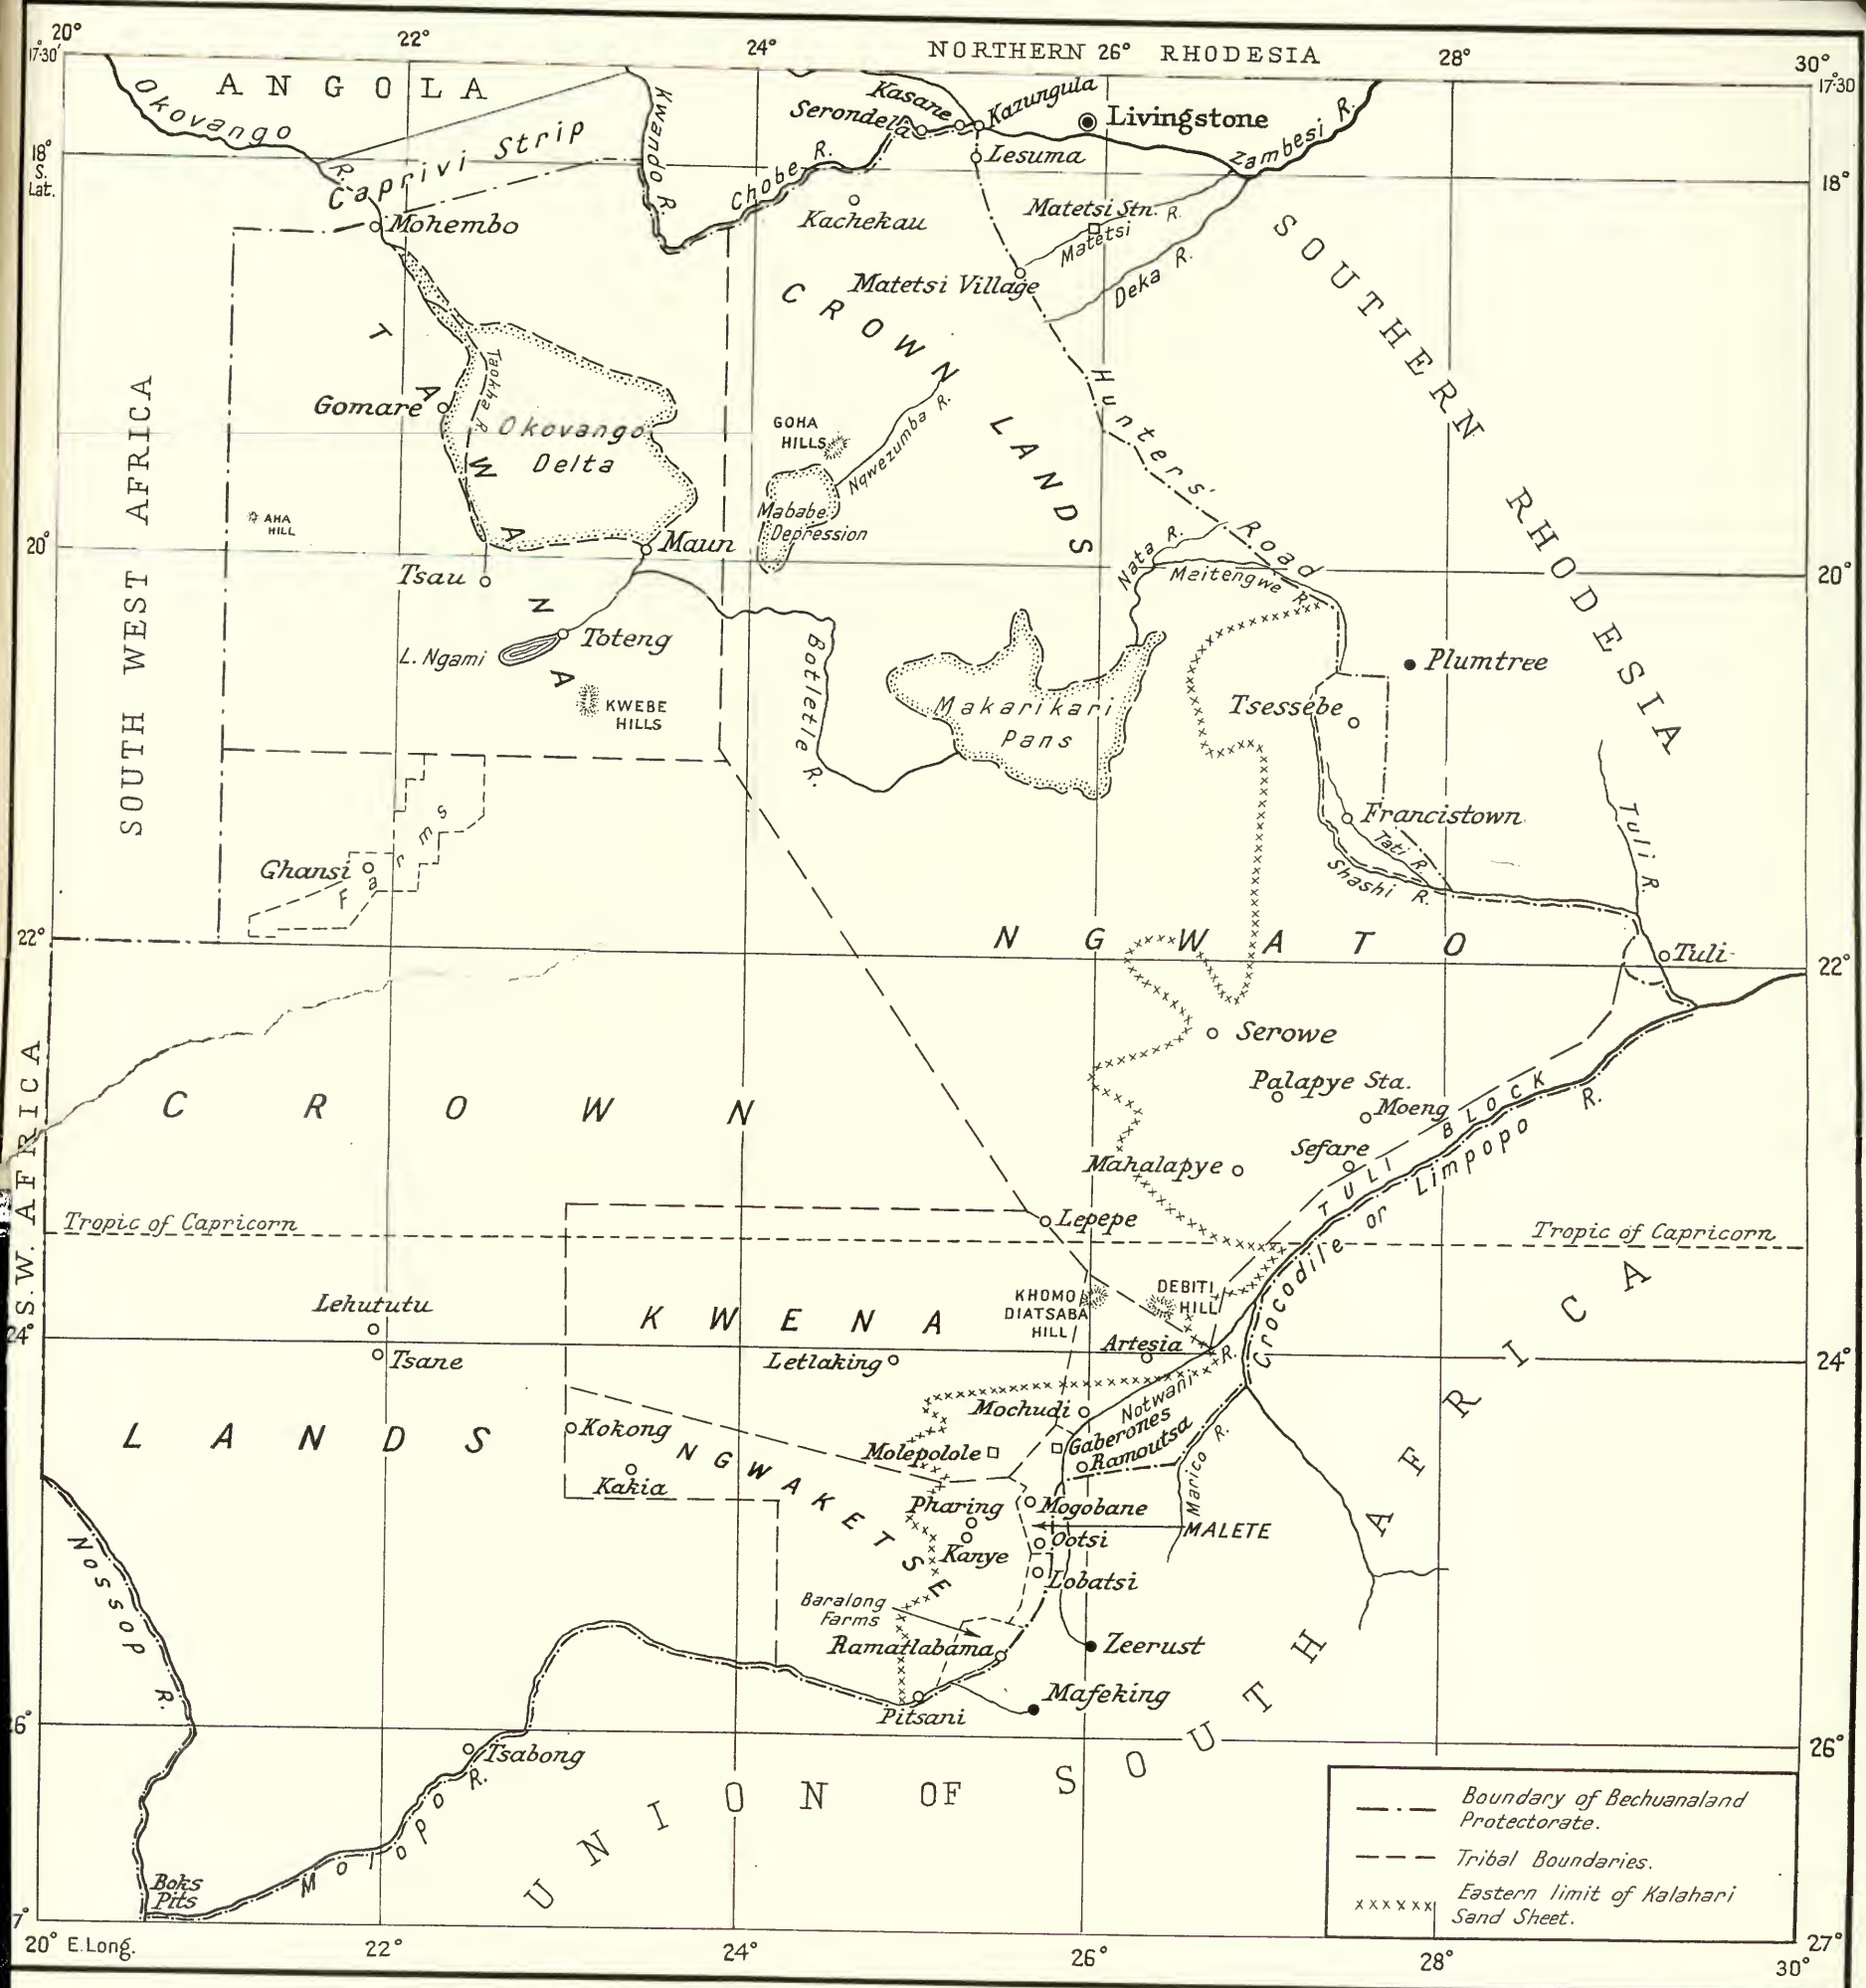 20°
22°
24°
NORTHERN 26° RHODESIA
28°
30°
17·30'
17·30
ANGOLA
Okovango
R.
Caprivi Strip
Kwando R.
Chobe R.
Serondela
Kasane
Kazungula
Livingstone
Zambesi R.
18°
S.
Lat.
18°
Lesuma
Mohembo
Kachekau
Matetsi Stn.
Matetsi R.
Matetsi Village
Deka R.
SOUTHERN RHODESIA
CROWN LANDS
TAWANA
Taokhe R.
Gomare
Okovango
Delta
GOHA
HILLS
Ngwezumba R.
Mababe
Depression
Hunters' Road
SOUTH WEST AFRICA
AHA
HILL
20°
20°
Maun
Tsau
Nata R.
Maitengwe R.
Toteng
L. Ngami
KWEBE
HILLS
Botletle R.
Makarikari
Pans
Plumtree
Tsessebe
Francistown
Tati R.
Shashi R.
Tuli R.
Ghansi
Farms
22°
22°
NGWATO
Tuli
Serowe
Palapye Sta.
Moeng
Sefare
Mahalapye
TULI BLOCK
Crocodile or Limpopo R.
S.W. AFRICA
CROWN
LANDS
Tropic of Capricorn
Tropic of Capricorn
Lepepe
KHOMO
DIATSABA
HILL
DEBITI
HILL
Lehututu
KWENA
24°
24°
Tsane
Letlaking
Artesia
Notwani R.
Mochudi
Gaberones
Ramoutsa
Marico R.
Kokong
Molepolole
NGWAKETSE
Kakia
Pharing
Mogobane
MALETE
Kanye
Ootsi
Lobatsi
Baralong
Farms
Ramatlabama
Zeerust
Mafeking
Pitsani
Nossop R.
26°
26°
Tsabong
Molopo R.
Boks
Pits
UNION OF SOUTH AFRICA
Boundary of Bechuanaland
Protectorate.
Tribal Boundaries.
Eastern limit of Kalahari
Sand Sheet.
7°
27°
20° E.Long.
22°
24°
26°
28°
30°